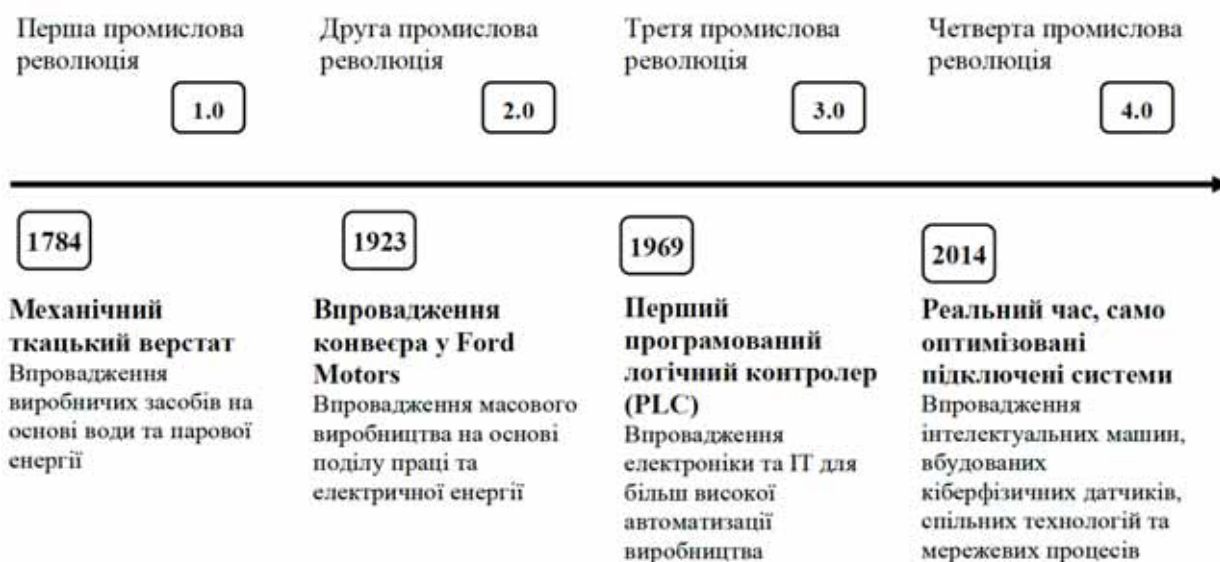 Перша промислова
революція
1.0
Друга промислова
революція
2.0
Третя промислова
революція
3.0
Четверта промислова
революція
4.0
1784
Механічний
ткацький верстат
Впровадження
виробничих засобів на
основі води та парової
енергії
1923
Впровадження
конвеєра у Ford
Motors
Впровадження масового
виробництва на основі
поділу праці та
електричної енергії
1969
Перший
програмований
логічний контролер
(PLC)
Впровадження
електроніки та ІТ для
більш високої
автоматизації
виробництва
2014
Реальний час, само
оптимізовані
підключені системи
Впровадження
інтелектуальних машин,
вбудованих
кіберфізичних датчиків,
спільних технологій та
мережевих процесів